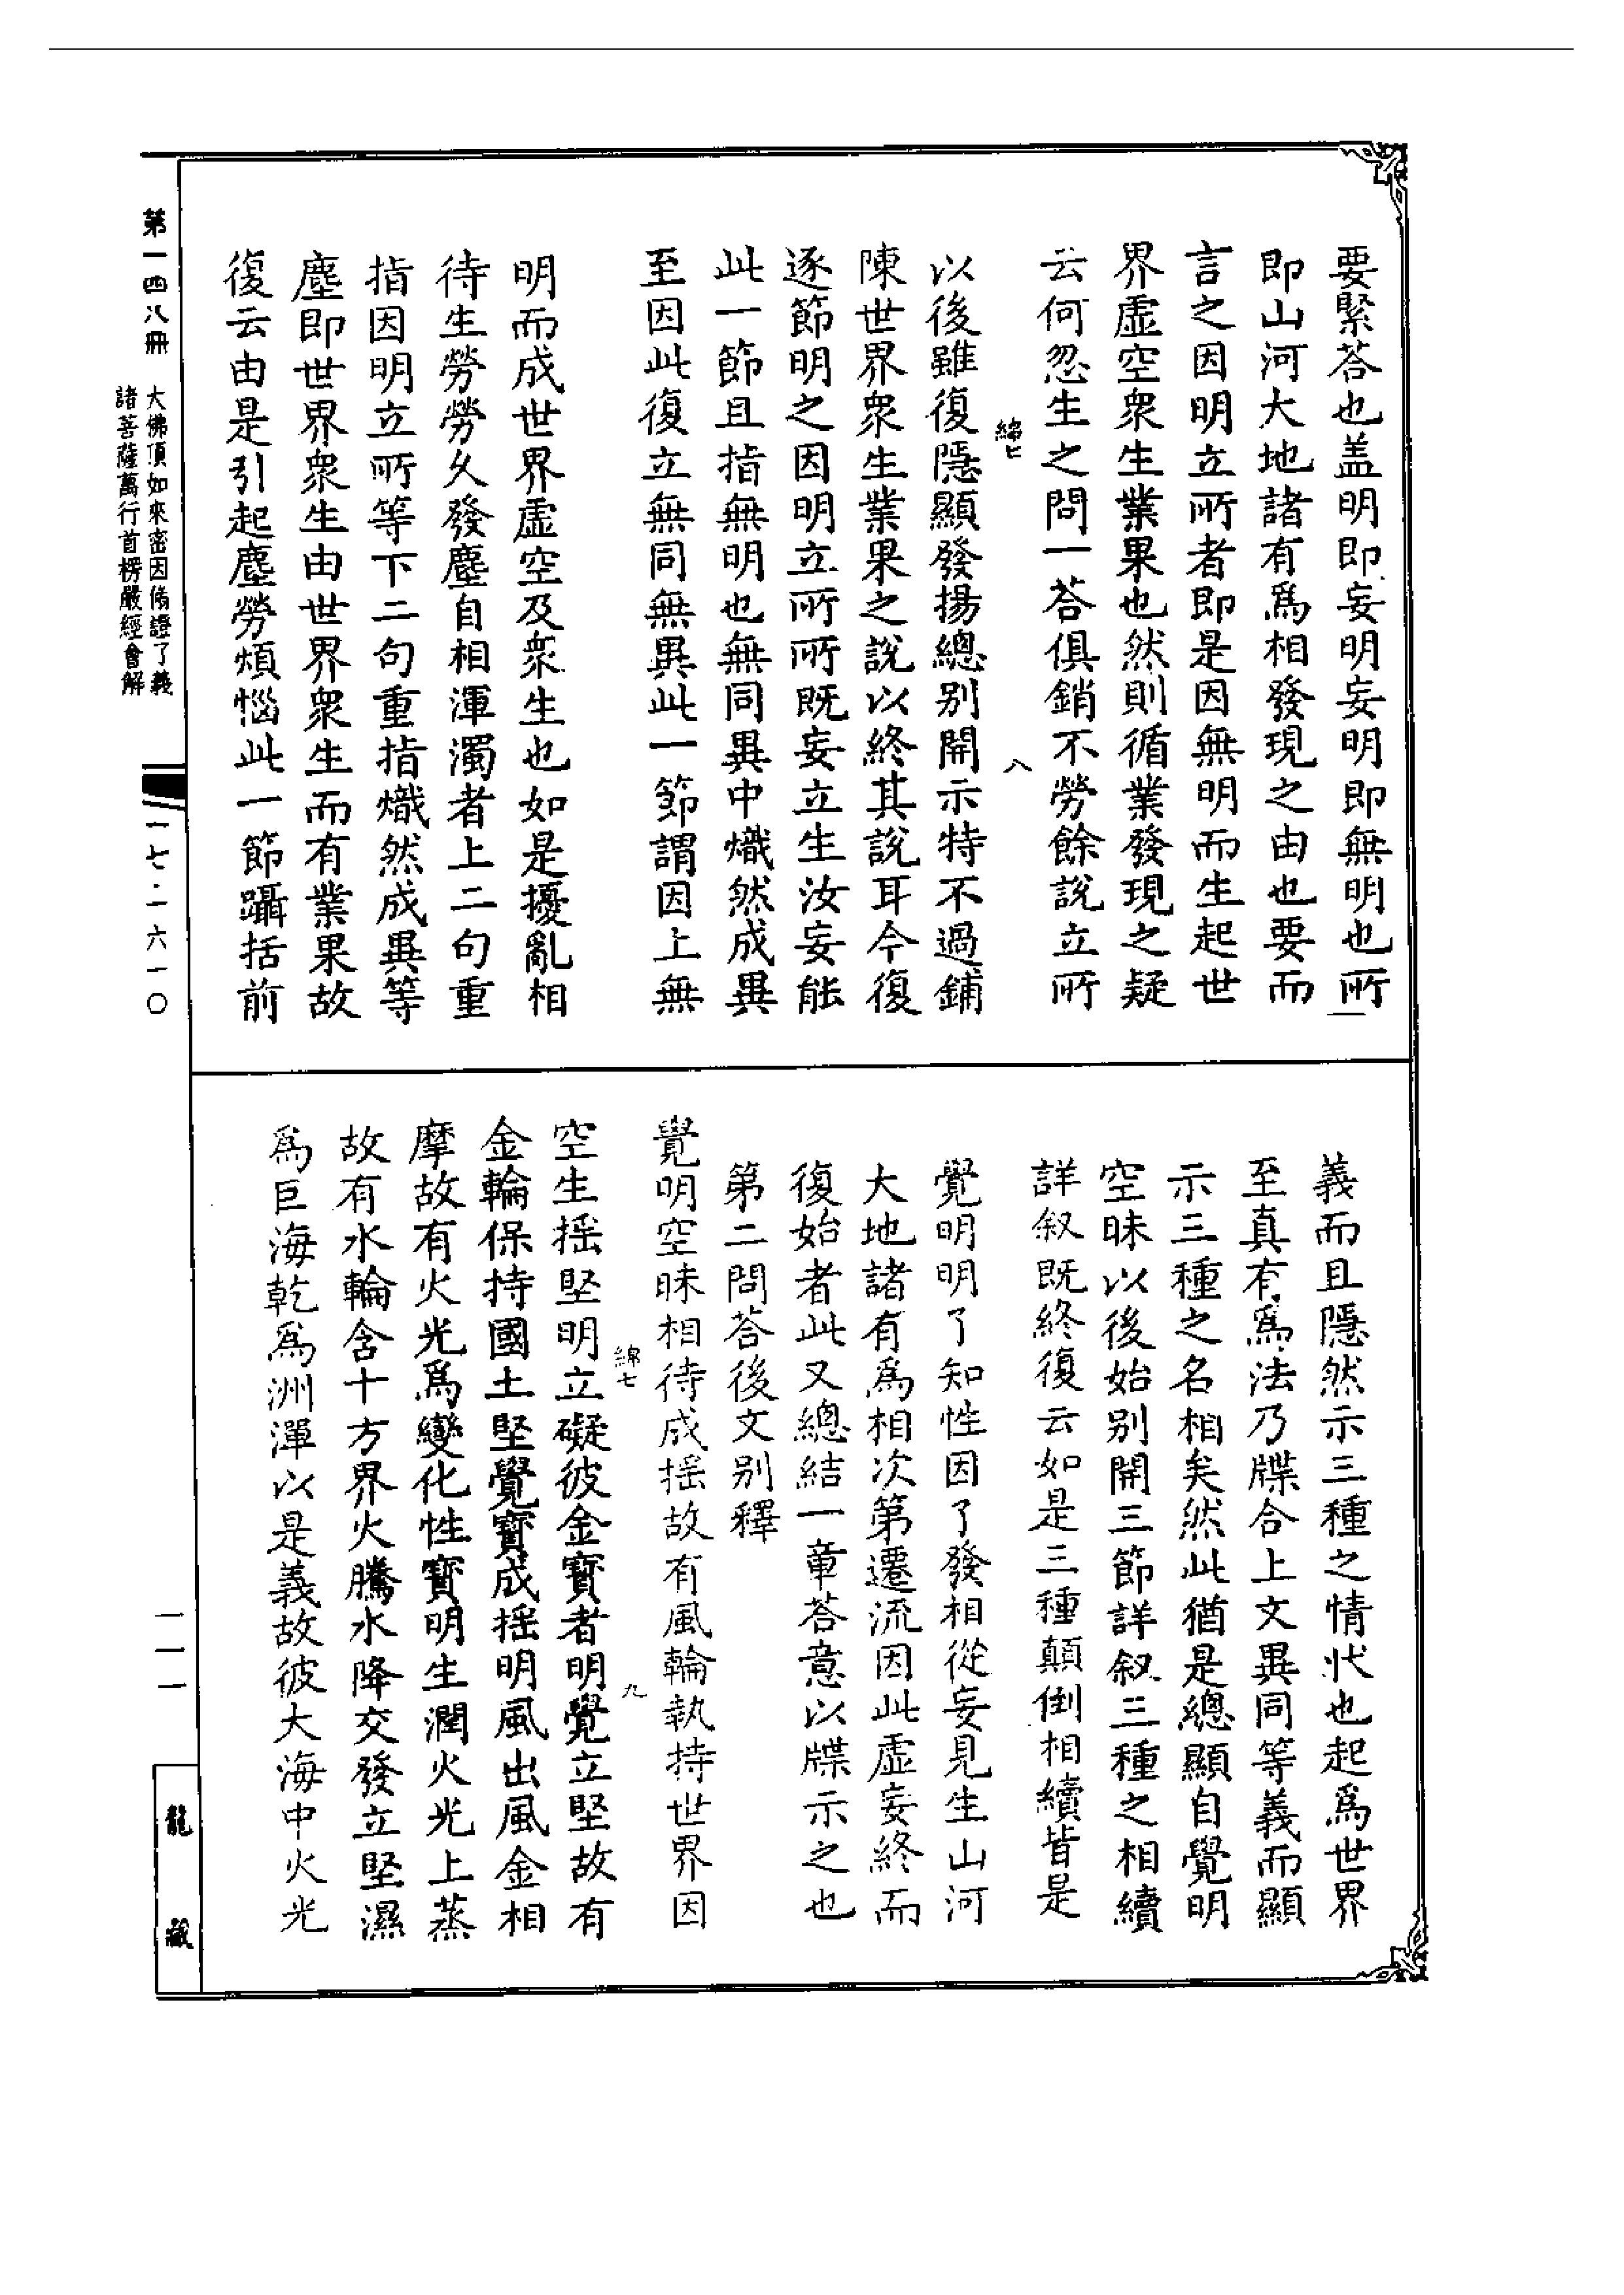 要緊荅也盖明即妄明妄明即無明也所
即山河大地諸有爲相發現之由也要而
言之因明立所者即是因無明而生起世
界虛空衆生業果也然則循業發現之疑
云何忽生之問一荅俱銷不勞餘說立所
綿七
八
以後雖復隱顯發揚總別開示特不過鋪
陳世界衆生業果之說以終其說耳今復
逐節明之因明立所所既妄立生汝妄能
此一節且指無明也無同異中熾然成異
至因此復立無同無異此一節謂因上無
明而成世界虛空及衆生也如是擾亂相
待生勞勞久發塵自相渾濁者上二句重
指因明立所等下二句重指熾然成異等
塵即世界衆生由世界衆生而有業果故
復云由是引起塵勞煩惱此一節躡括前
義而且隱然示三種之情狀也起爲世界
至真有爲法乃牒合上文異同等義而顯
示三種之名相矣然此猶是總顯自覺明
空昧以後始別開三節詳叙三種之相續
詳叙既終復云如是三種顛倒相續皆是
覺明明了知性因了發相從妄見生山河
大地諸有爲相次第遷流因此虛妄終而
復始者此又總結一章荅意以牒示之也
第二問荅後文別釋
覺明空昧相待成揺故有風輪執持世界因
綿七
九
空生揺堅明立礙彼金寳者明覺立堅故有
金輪保持國土堅覺寳成揺明風出風金相
摩故有火光爲變化性寳明生潤火光上蒸
故有水輪含十方界火騰水降交發立堅濕
爲巨海乾爲洲潬以是義故彼大海中火光
第一四八冊
大佛頂如來密因脩證了義
諸菩薩萬行首楞嚴經會解
一七二六一〇
一一一
龍藏